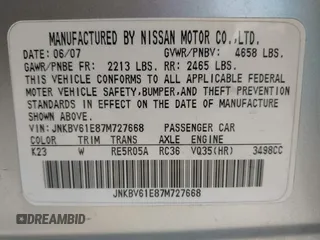 MANUFACTURED BY NISSAN MOTOR CO.,LTD.
DATE: 06/07 GVWR/PNBV: 4658 LBS.
GAWR/PNBE FR: 2213 LBS. RR: 2465 LBS.
THIS VEHICLE CONFORMS TO ALL APPLICABLE FEDERAL
MOTOR VEHICLE SAFETY,BUMPER,AND THEFT PREVENTION
STANDARDS IN EFFECT ON THE DATE OF MANUFACTURE
SHOWN ABOVE.
VIN: JNKBV61E87M727668 PASSENGER CAR
COLOR TRIM TRANS AXLE ENGINE
K23 W RE5R05A RC36 VQ35(HR) 3498CC
JNKBV61E87M727668
DREAMBID